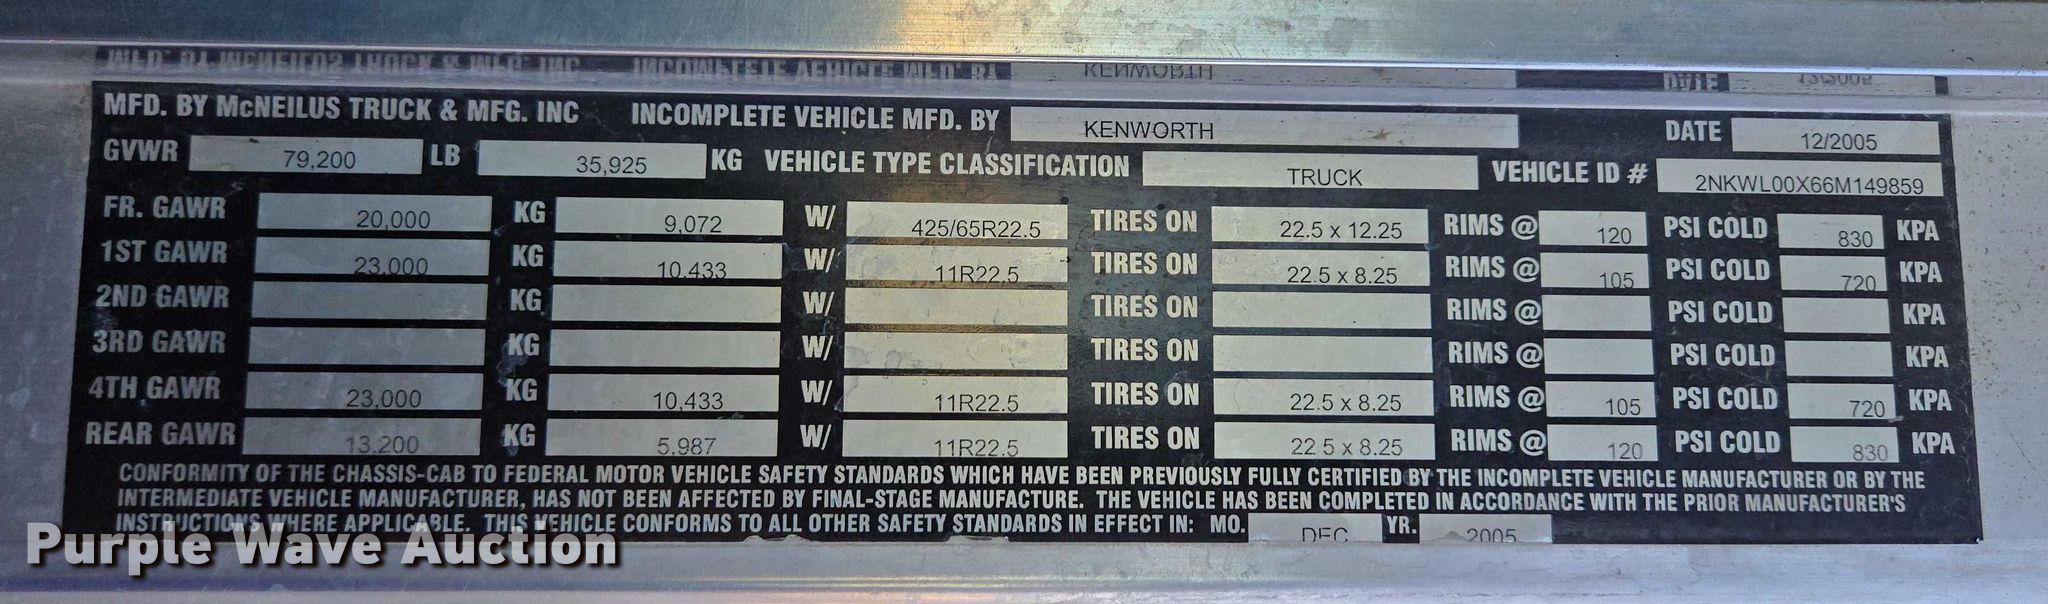 MFD. BY McNEILUS TRUCK & MFG. INC INCOMPLETE VEHICLE MFD. BY KENWORTH DATE 12/2005
GVWR 79,200 LB 35,925 KG VEHICLE TYPE CLASSIFICATION TRUCK VEHICLE ID # 2NKWL00X66M149859
FR. GAWR 20,000 KG 9,072 W/ 425/65R22.5 TIRES ON 22.5 x 12.25 RIMS @ 120 PSI COLD 830 KPA
1ST GAWR 23,000 KG 10,433 W/ 11R22.5 TIRES ON 22.5 x 8.25 RIMS @ 105 PSI COLD 720 KPA
2ND GAWR KG W/ TIRES ON RIMS @ PSI COLD KPA
3RD GAWR KG W/ TIRES ON RIMS @ PSI COLD KPA
4TH GAWR 23,000 KG 10,433 W/ 11R22.5 TIRES ON 22.5 x 8.25 RIMS @ 105 PSI COLD 720 KPA
REAR GAWR 13,200 KG 5,987 W/ 11R22.5 TIRES ON 22.5 x 8.25 RIMS @ 120 PSI COLD 830 KPA
CONFORMITY OF THE CHASSIS-CAB TO FEDERAL MOTOR VEHICLE SAFETY STANDARDS WHICH HAVE BEEN PREVIOUSLY FULLY CERTIFIED BY THE INCOMPLETE VEHICLE MANUFACTURER OR BY THE
INTERMEDIATE VEHICLE MANUFACTURER, HAS NOT BEEN AFFECTED BY FINAL-STAGE MANUFACTURE. THE VEHICLE HAS BEEN COMPLETED IN ACCORDANCE WITH THE PRIOR MANUFACTURER'S
INSTRUCTIONS WHERE APPLICABLE. THIS VEHICLE CONFORMS TO ALL OTHER SAFETY STANDARDS IN EFFECT IN: MO. DEC YR. 2005
Purple Wave Auction